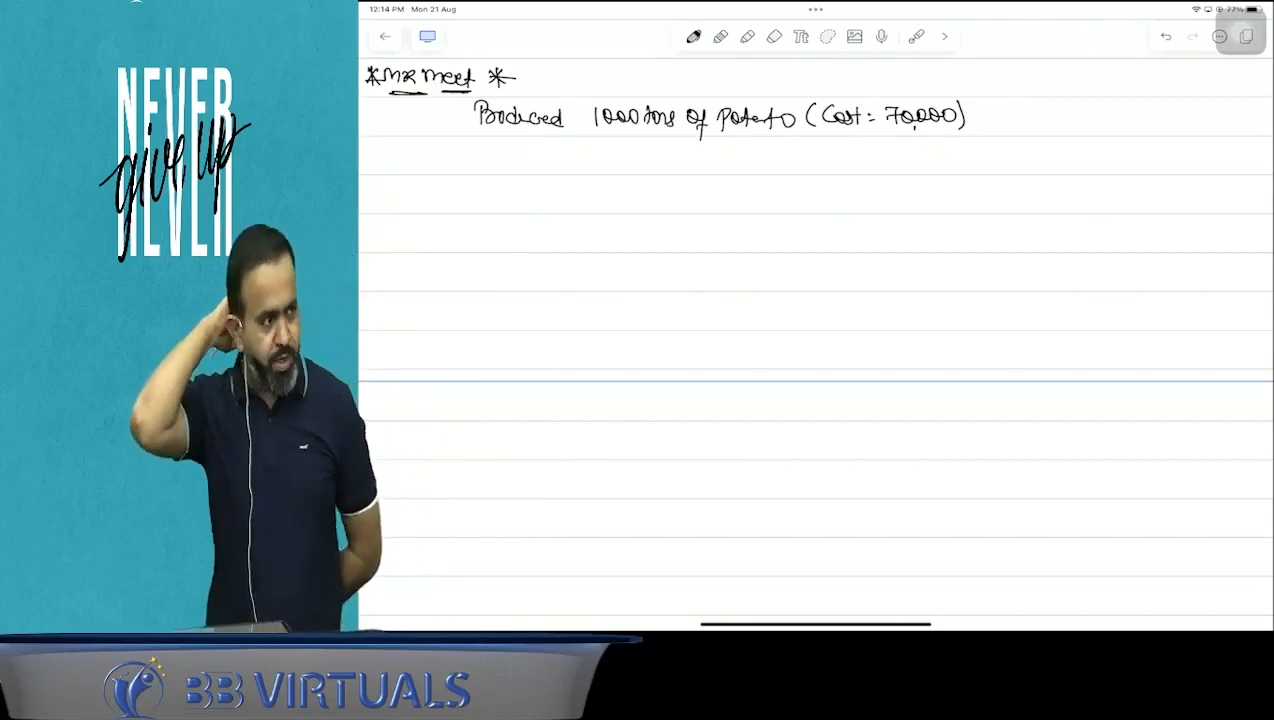 12:14 PM Mon 21 Aug
77%
NEVER
give up
NEVER
*Mr Meet *
Produced 1000 tons of potato (Cost = 70,000)
BB VIRTUALS